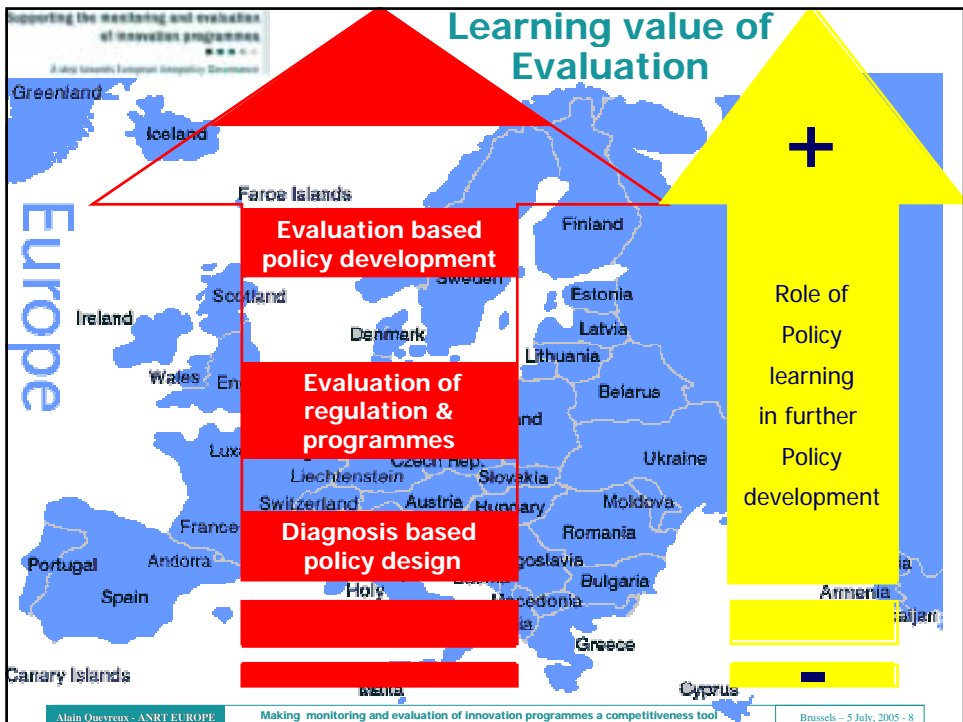 Supporting the monitoring and evaluation
of innovation programmes
A step towards European Innopolicy Governance
Learning value of
Evaluation
Greenland
Iceland
Faroe Islands
Europe
+
Evaluation based
policy development
Finland
Sweden
Scotland
Estonia
Ireland
Denmark
Latvia
Lithuania
Role of
Policy
learning
in further
Policy
development
Wales
Evaluation of
regulation &
programmes
Belarus
Czech Rep.
Ukraine
Liechtenstein
Slovakia
Switzerland
Austria
Hungary
Moldova
France
Diagnosis based
policy design
Romania
Portugal
Andorra
Bulgaria
Spain
Holy
Macedonia
Armenia
Greece
Canary Islands
Malta
Cyprus
-
Alain Quevreux - ANRT EUROPE
Making monitoring and evaluation of innovation programmes a competitiveness tool
Brussels – 5 July, 2005 - 8